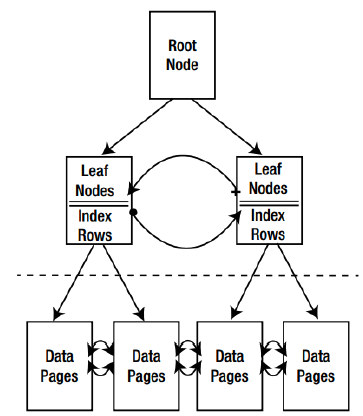 Root
Node
Leaf
Nodes
Index
Rows
Leaf
Nodes
Index
Rows
Data
Pages
Data
Pages
Data
Pages
Data
Pages